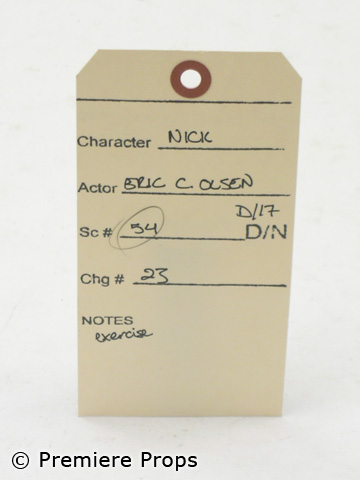 Character NICK
Actor ERIC C. OLSEN
D/17
Sc # 54 D/N
Chg # 23
NOTES
exercise
© Premiere Props